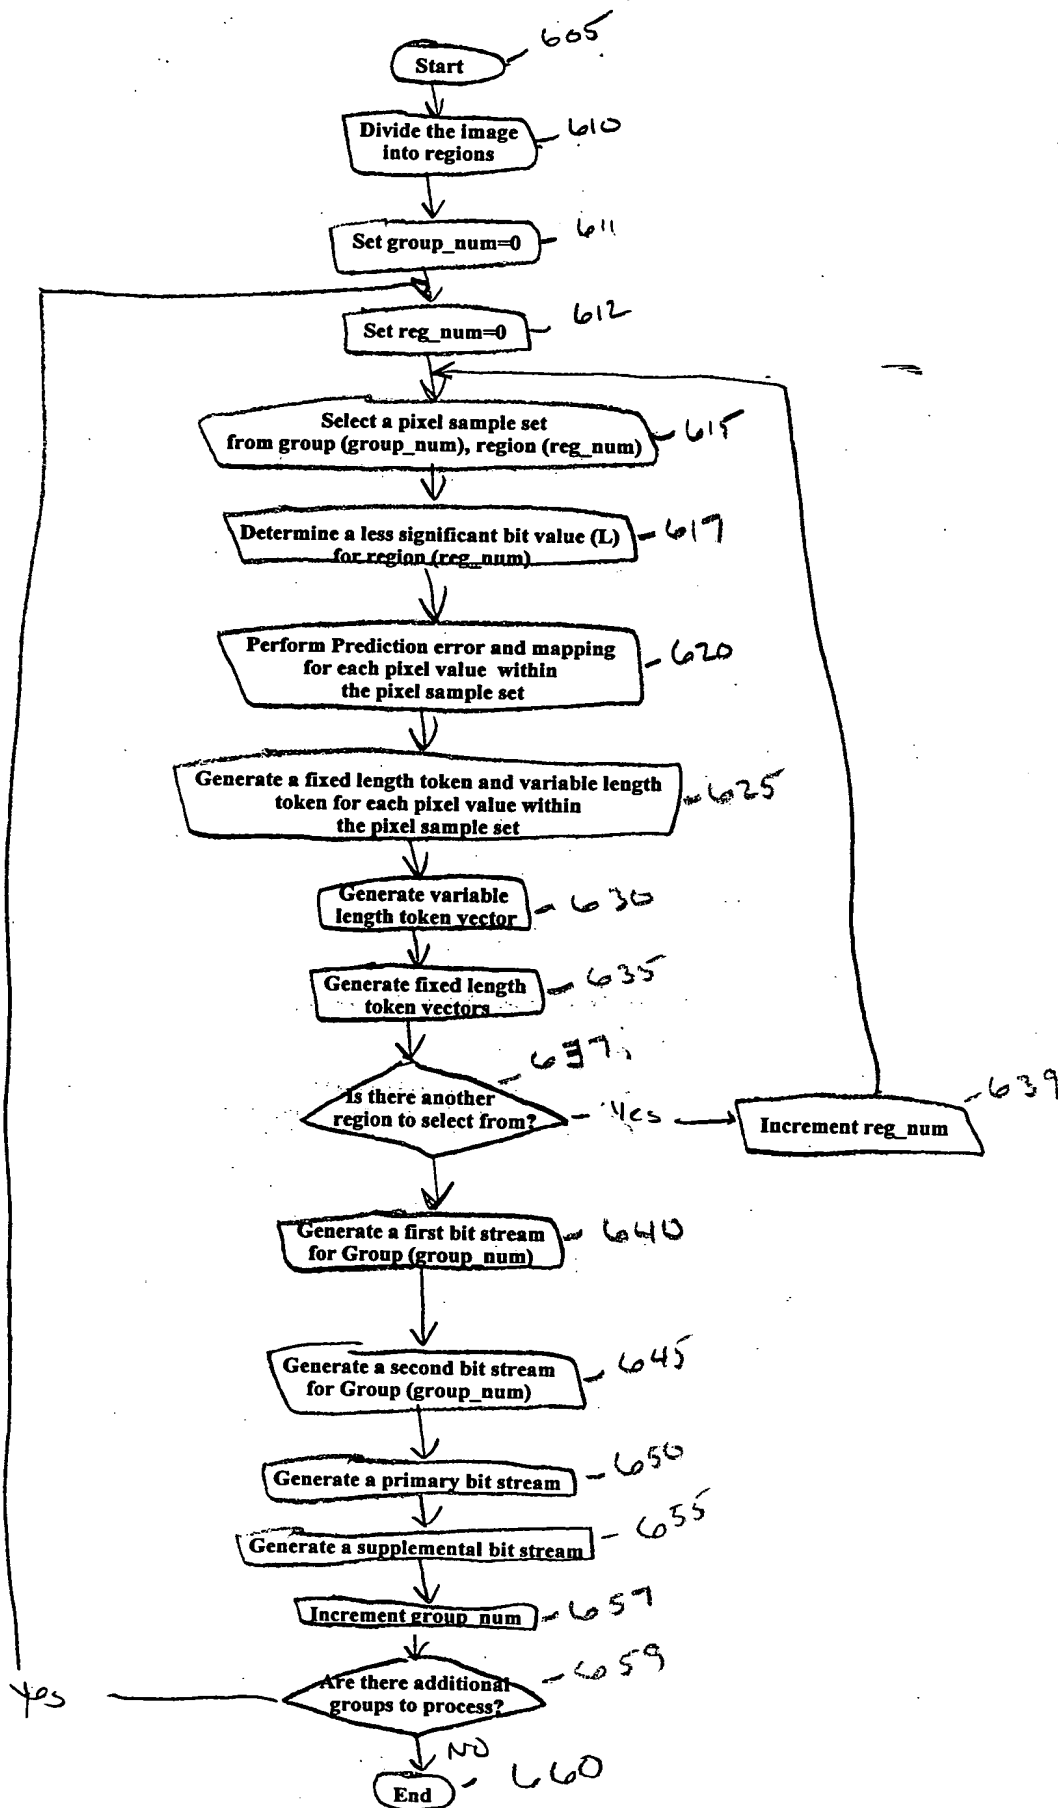 605
Start
Divide the image
into regions
610
Set group_num=0
611
Set reg_num=0
612
Select a pixel sample set
from group (group_num), region (reg_num)
615
Determine a less significant bit value (L)
for region (reg_num)
617
Perform Prediction error and mapping
for each pixel value within
the pixel sample set
620
Generate a fixed length token and variable length
token for each pixel value within
the pixel sample set
625
Generate variable
length token vector
630
Generate fixed length
token vectors
635
637
Is there another
region to select from?
Yes
639
Increment reg_num
Generate a first bit stream
for Group (group_num)
640
Generate a second bit stream
for Group (group_num)
645
Generate a primary bit stream
650
Generate a supplemental bit stream
655
Increment group_num
657
Are there additional
groups to process?
659
Yes
NO
End
660